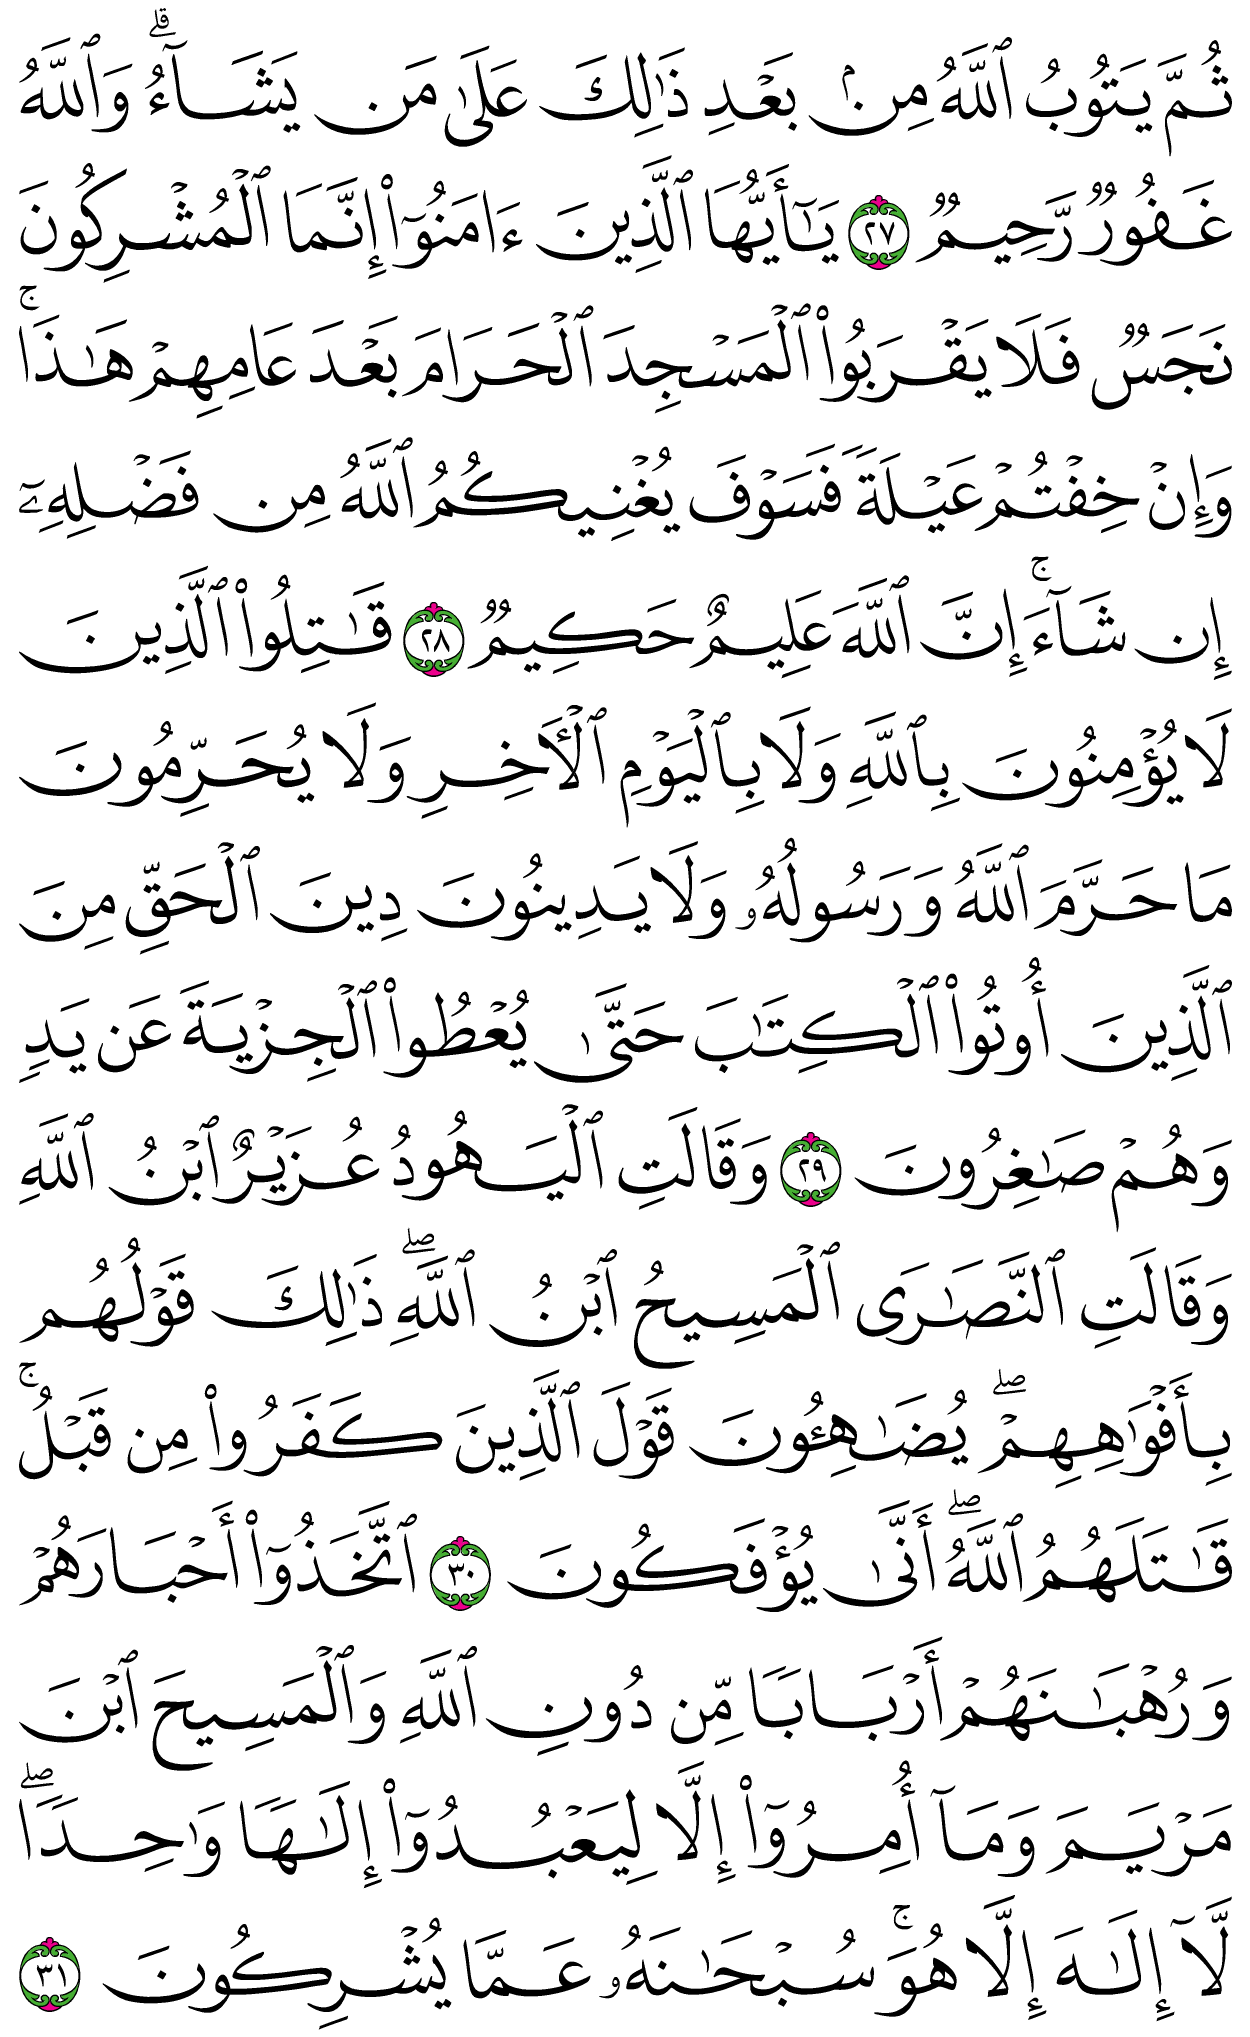 ثُمَّ يَتُوبُ ٱللَّهُ مِنۢ بَعۡدِ ذَٰلِكَ عَلَىٰ مَن يَشَآءُۗ وَٱللَّهُ
غَفُورٞ رَّحِيمٞ ٢٧ يَٰٓأَيُّهَا ٱلَّذِينَ ءَامَنُوٓاْ إِنَّمَا ٱلۡمُشۡرِكُونَ
نَجَسٞ فَلَا يَقۡرَبُواْ ٱلۡمَسۡجِدَ ٱلۡحَرَامَ بَعۡدَ عَامِهِمۡ هَٰذَاۚ
وَإِنۡ خِفۡتُمۡ عَيۡلَةٗ فَسَوۡفَ يُغۡنِيكُمُ ٱللَّهُ مِن فَضۡلِهِۦٓ
إِن شَآءَۚ إِنَّ ٱللَّهَ عَلِيمٌ حَكِيمٞ ٢٨ قَٰتِلُواْ ٱلَّذِينَ
لَا يُؤۡمِنُونَ بِٱللَّهِ وَلَا بِٱلۡيَوۡمِ ٱلۡأٓخِرِ وَلَا يُحَرِّمُونَ
مَا حَرَّمَ ٱللَّهُ وَرَسُولُهُۥ وَلَا يَدِينُونَ دِينَ ٱلۡحَقِّ مِنَ
ٱلَّذِينَ أُوتُواْ ٱلۡكِتَٰبَ حَتَّىٰ يُعۡطُواْ ٱلۡجِزۡيَةَ عَن يَدٖ
وَهُمۡ صَٰغِرُونَ ٢٩ وَقَالَتِ ٱلۡيَهُودُ عُزَيۡرٌ ٱبۡنُ ٱللَّهِ
وَقَالَتِ ٱلنَّصَٰرَى ٱلۡمَسِيحُ ٱبۡنُ ٱللَّهِۖ ذَٰلِكَ قَوۡلُهُم
بِأَفۡوَٰهِهِمۡۖ يُضَٰهِـُٔونَ قَوۡلَ ٱلَّذِينَ كَفَرُواْ مِن قَبۡلُۚ
قَٰتَلَهُمُ ٱللَّهُۖ أَنَّىٰ يُؤۡفَكُونَ ٣٠ ٱتَّخَذُوٓاْ أَحۡبَارَهُمۡ
وَرُهۡبَٰنَهُمۡ أَرۡبَابٗا مِّن دُونِ ٱللَّهِ وَٱلۡمَسِيحَ ٱبۡنَ
مَرۡيَمَ وَمَآ أُمِرُوٓاْ إِلَّا لِيَعۡبُدُوٓاْ إِلَٰهٗا وَٰحِدٗاۖ
لَّآ إِلَٰهَ إِلَّا هُوَۚ سُبۡحَٰنَهُۥ عَمَّا يُشۡرِكُونَ ٣١